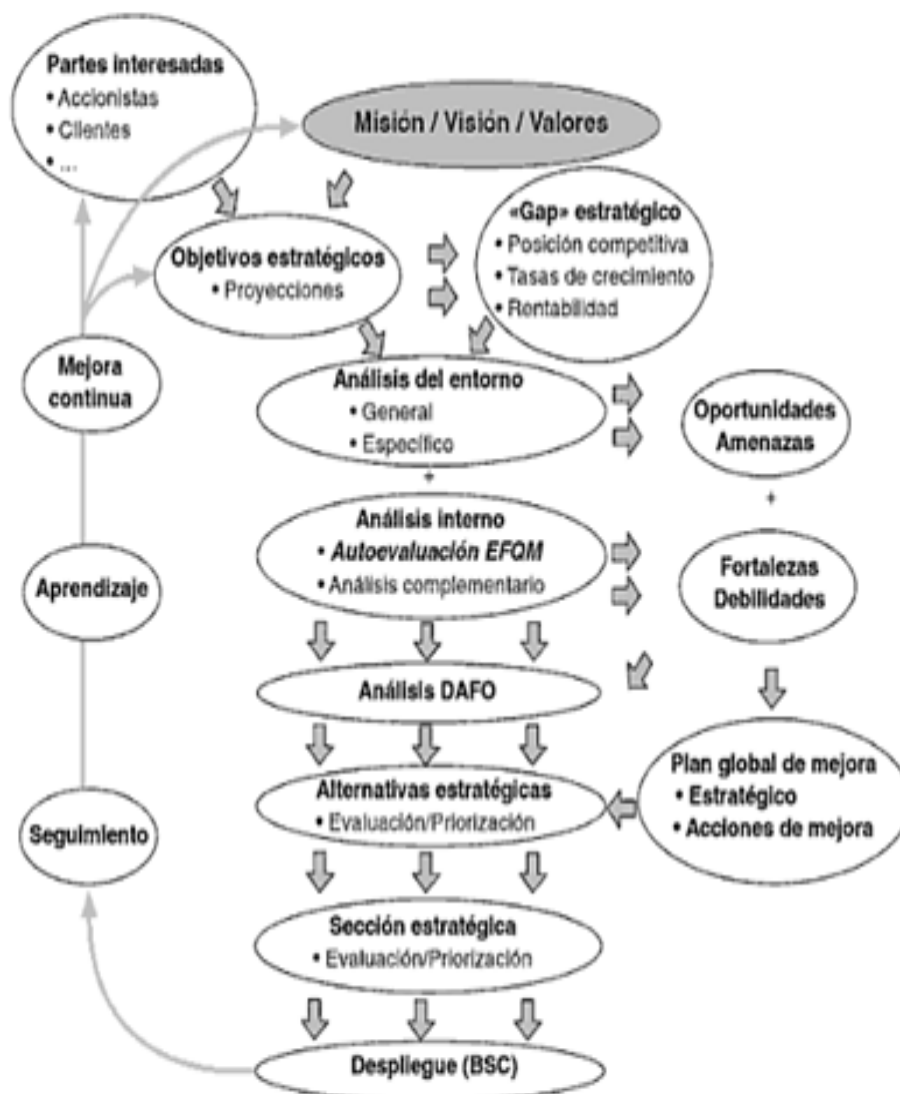 Partes interesadas
• Accionistas
• Clientes
• ...
Misión / Visión / Valores
«Gap» estratégico
• Posición competitiva
• Tasas de crecimiento
• Rentabilidad
Objetivos estratégicos
• Proyecciones
Mejora
continua
Análisis del entorno
• General
• Específico
Oportunidades
Amenazas
+
+
Análisis interno
• Autoevaluación EFQM
• Análisis complementario
Fortalezas
Debilidades
Aprendizaje
Análisis DAFO
Plan global de mejora
• Estratégico
• Acciones de mejora
Alternativas estratégicas
• Evaluación/Priorización
Seguimiento
Sección estratégica
• Evaluación/Priorización
Despliegue (BSC)